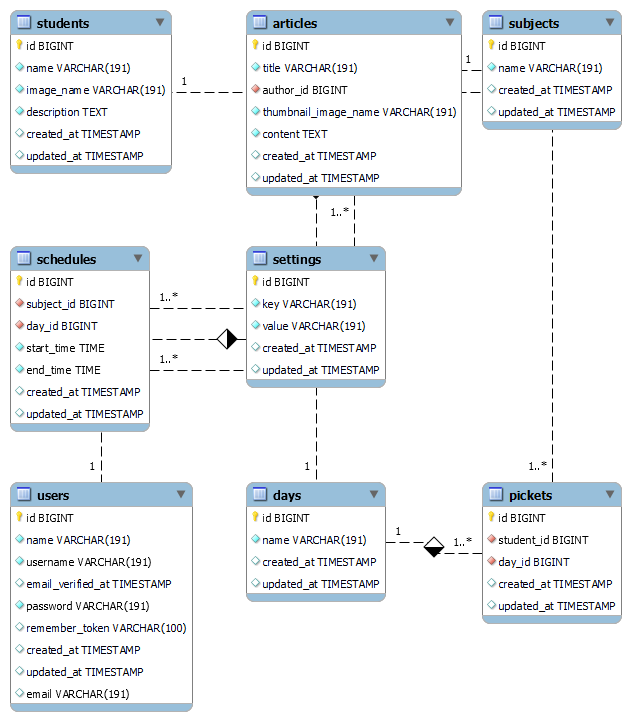 students
id BIGINT
name VARCHAR(191)
image_name VARCHAR(191)
description TEXT
created_at TIMESTAMP
updated_at TIMESTAMP
1
articles
id BIGINT
title VARCHAR(191)
author_id BIGINT
thumbnail_image_name VARCHAR(191)
content TEXT
created_at TIMESTAMP
updated_at TIMESTAMP
1
subjects
id BIGINT
name VARCHAR(191)
created_at TIMESTAMP
updated_at TIMESTAMP
1..*
schedules
id BIGINT
subject_id BIGINT
day_id BIGINT
start_time TIME
end_time TIME
created_at TIMESTAMP
updated_at TIMESTAMP
1..*
1..*
settings
id BIGINT
key VARCHAR(191)
value VARCHAR(191)
created_at TIMESTAMP
updated_at TIMESTAMP
1
1
1..*
users
id BIGINT
name VARCHAR(191)
username VARCHAR(191)
email_verified_at TIMESTAMP
password VARCHAR(191)
remember_token VARCHAR(100)
created_at TIMESTAMP
updated_at TIMESTAMP
email VARCHAR(191)
days
id BIGINT
name VARCHAR(191)
created_at TIMESTAMP
updated_at TIMESTAMP
1
1..*
pickets
id BIGINT
student_id BIGINT
day_id BIGINT
created_at TIMESTAMP
updated_at TIMESTAMP